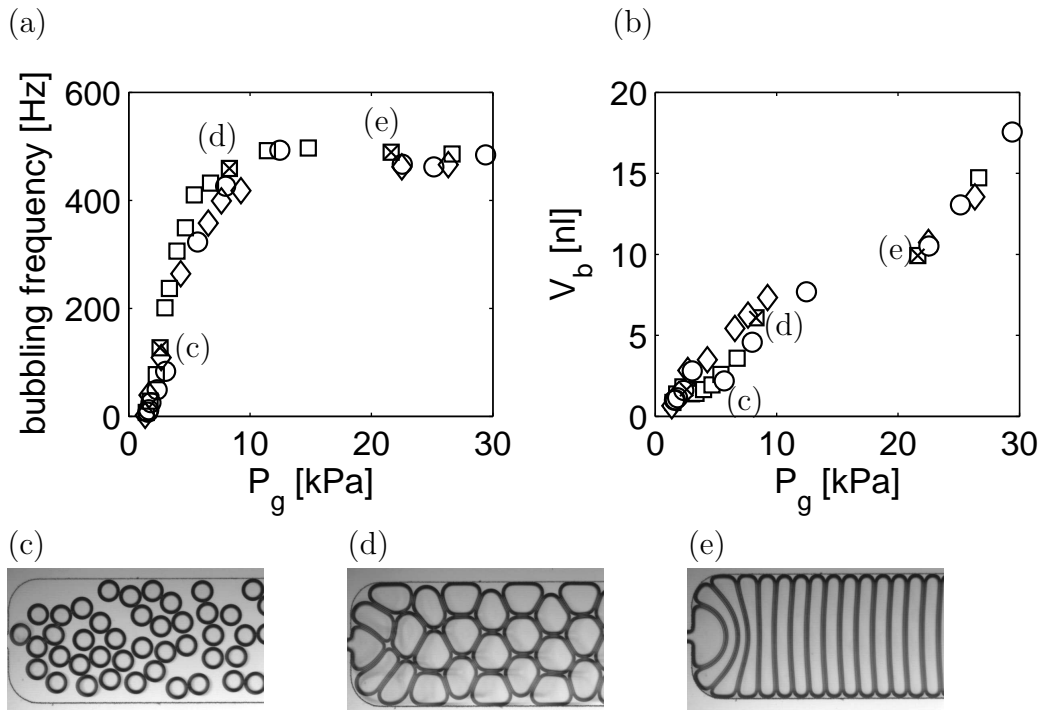 (a)
bubbling frequency [Hz]
600
400
200
0
0 10 20 30
P_g [kPa]
(c)
(d)
(e)
(b)
V_b [nl]
20
15
10
5
0
0 10 20 30
P_g [kPa]
(c)
(d)
(e)
(c) (d) (e)